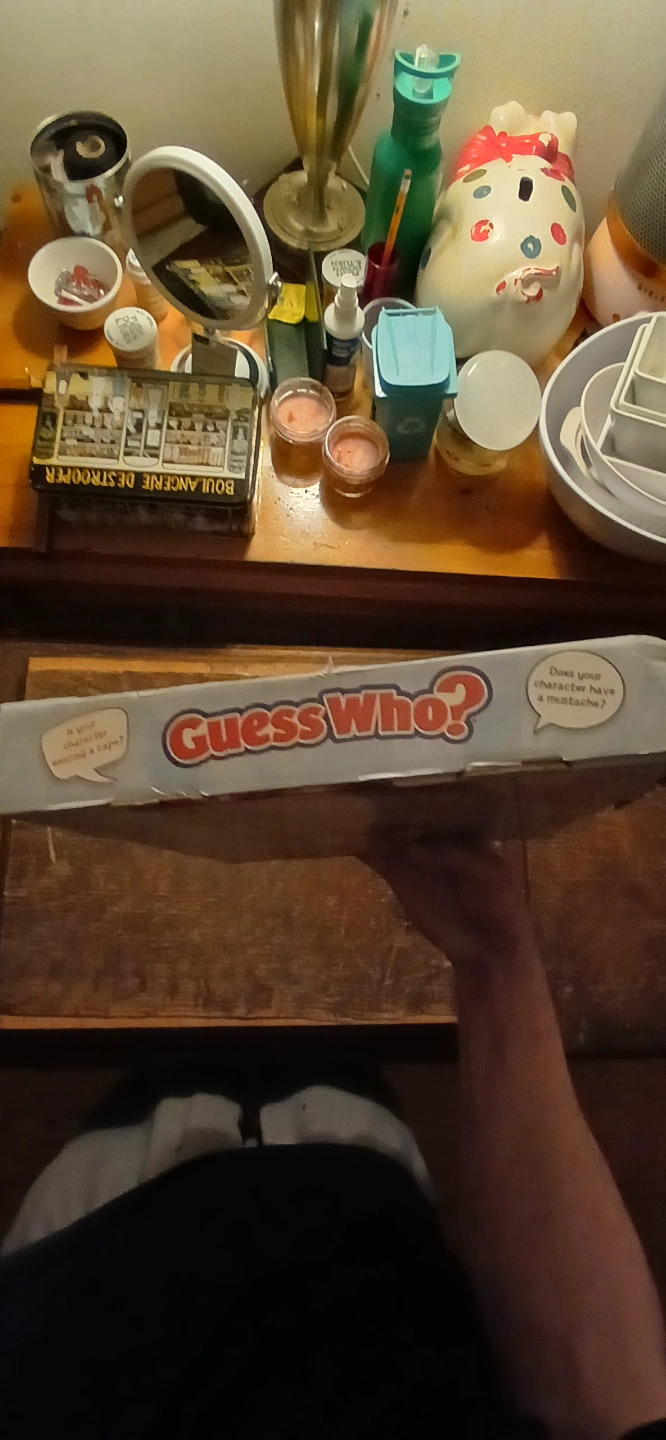 BOULANGERIE DESTROOPER
Is your
character
wearing a cape?
Guess Who?
Does your
character have
a mustache?